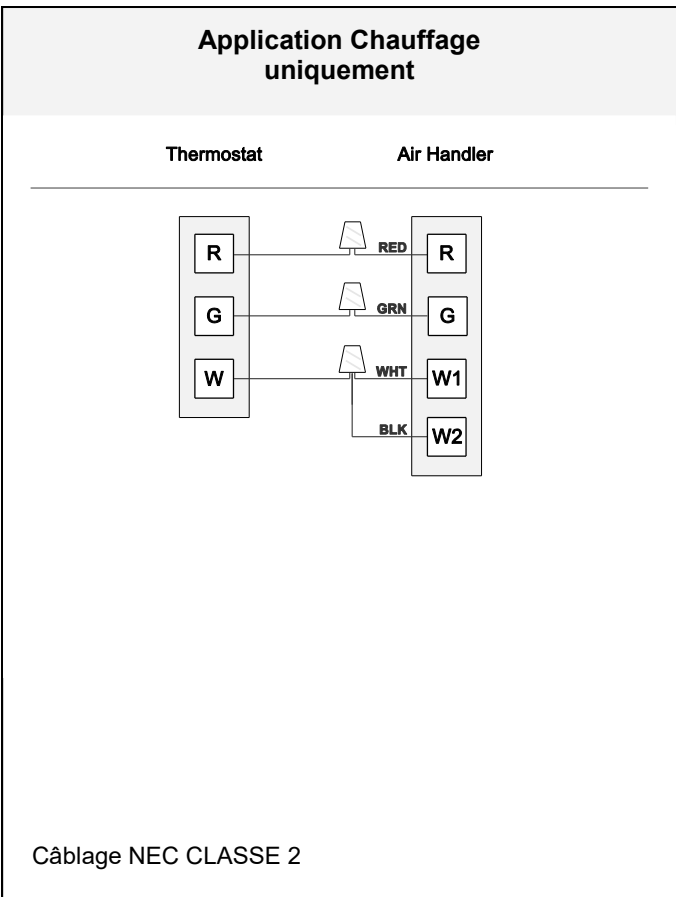 Application Chauffage
uniquement
Thermostat Air Handler
R RED R
G GRN G
W WHT W1
BLK W2
Câblage NEC CLASSE 2